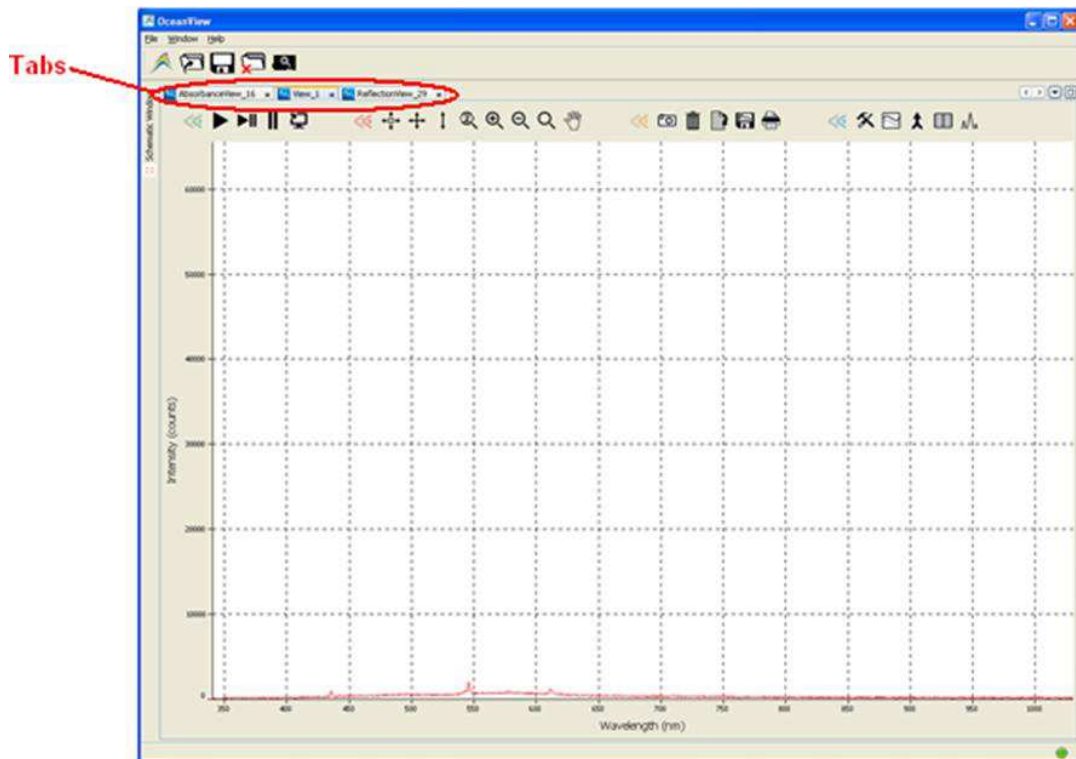 OceanView
File Window Help
Tabs
AbsorbanceView_16 View_1 ReflectionView_29
Schematic Window
60000
50000
40000
30000
20000
10000
0
Intensity (counts)
350 400 450 500 550 600 650 700 750 800 850 900 950 1000
Wavelength (nm)